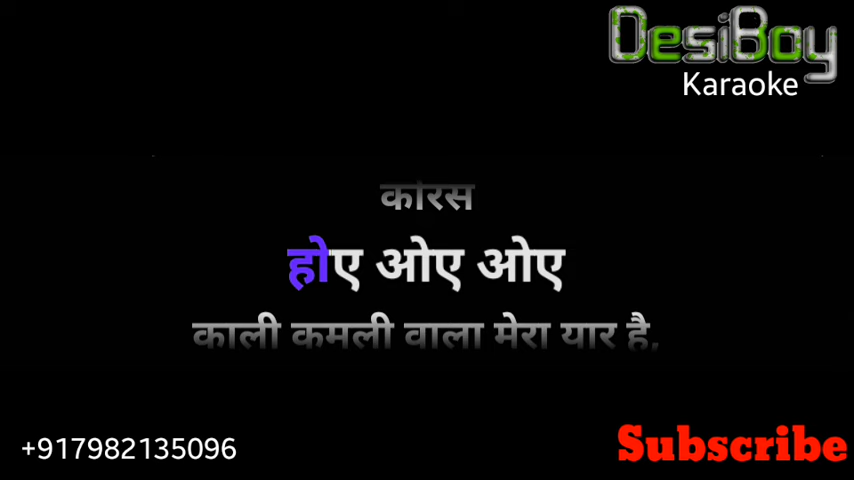 DesiBoy
Karaoke
कोरस
होए ओए ओए
काली कमली वाला मेरा यार है,
+917982135096
Subscribe